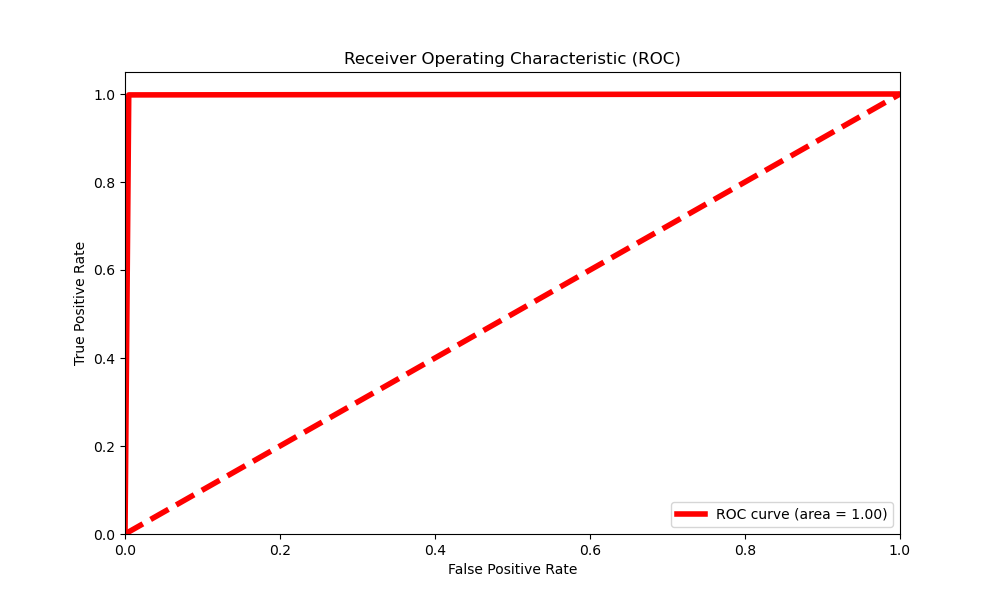 Receiver Operating Characteristic (ROC)
1.0
0.8
0.6
0.4
0.2
0.0
True Positive Rate
ROC curve (area = 1.00)
0.0 0.2 0.4 0.6 0.8 1.0
False Positive Rate